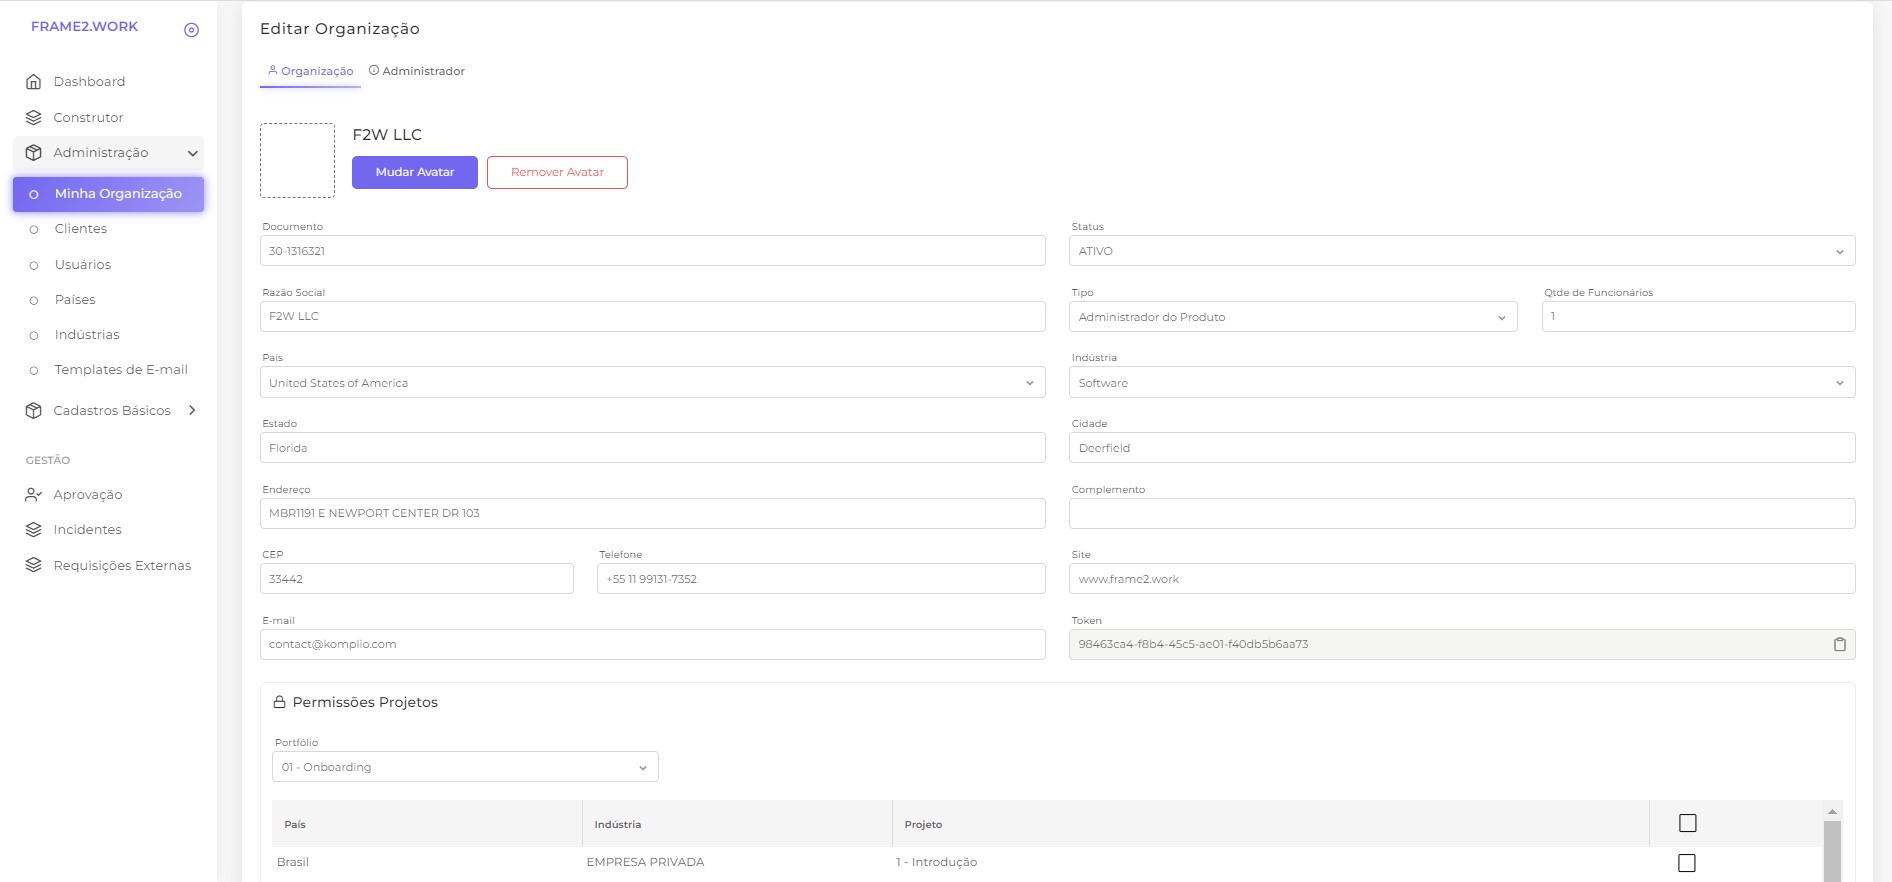 FRAME2.WORK
Dashboard
Construtor
Administração
Minha Organização
Clientes
Usuários
Países
Indústrias
Templates de E-mail
Cadastros Básicos
GESTÃO
Aprovação
Incidentes
Requisições Externas
Editar Organização
Organização Administrador
F2W LLC
Mudar Avatar Remover Avatar
Documento Status
30-1316321 ATIVO
Razão Social Tipo Qtde de Funcionários
F2W LLC Administrador do Produto 1
País Indústria
United States of America Software
Estado Cidade
Florida Deerfield
Endereço Complemento
MBR1191 E NEWPORT CENTER DR 103
CEP Telefone Site
33442 +55 11 99131-7352 www.frame2.work
E-mail Token
contact@komplio.com 98463ca4-f8b4-45c5-ae01-f40db5b6aa73
Permissões Projetos
Portfólio
01 - Onboarding
País Indústria Projeto
Brasil EMPRESA PRIVADA 1 - Introdução